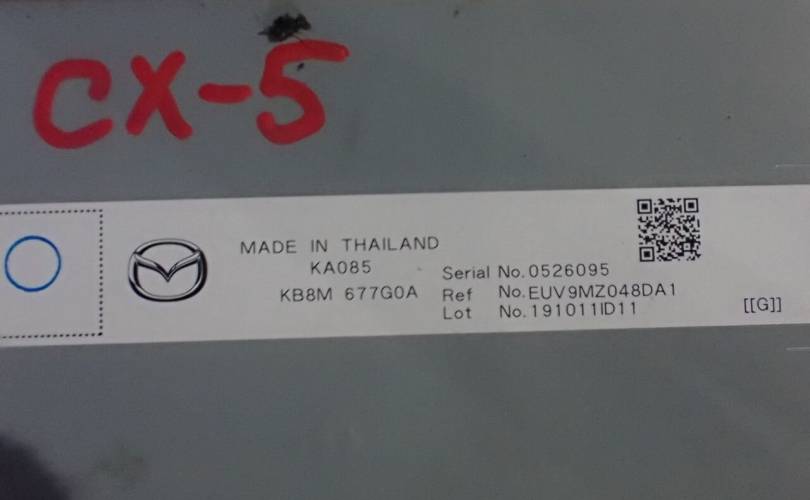 CX-5
MADE IN THAILAND
KA085
KB8M 677G0A
Serial No.0526095
Ref No.EUV9MZ048DA1
Lot No.191011ID11
[[G]]